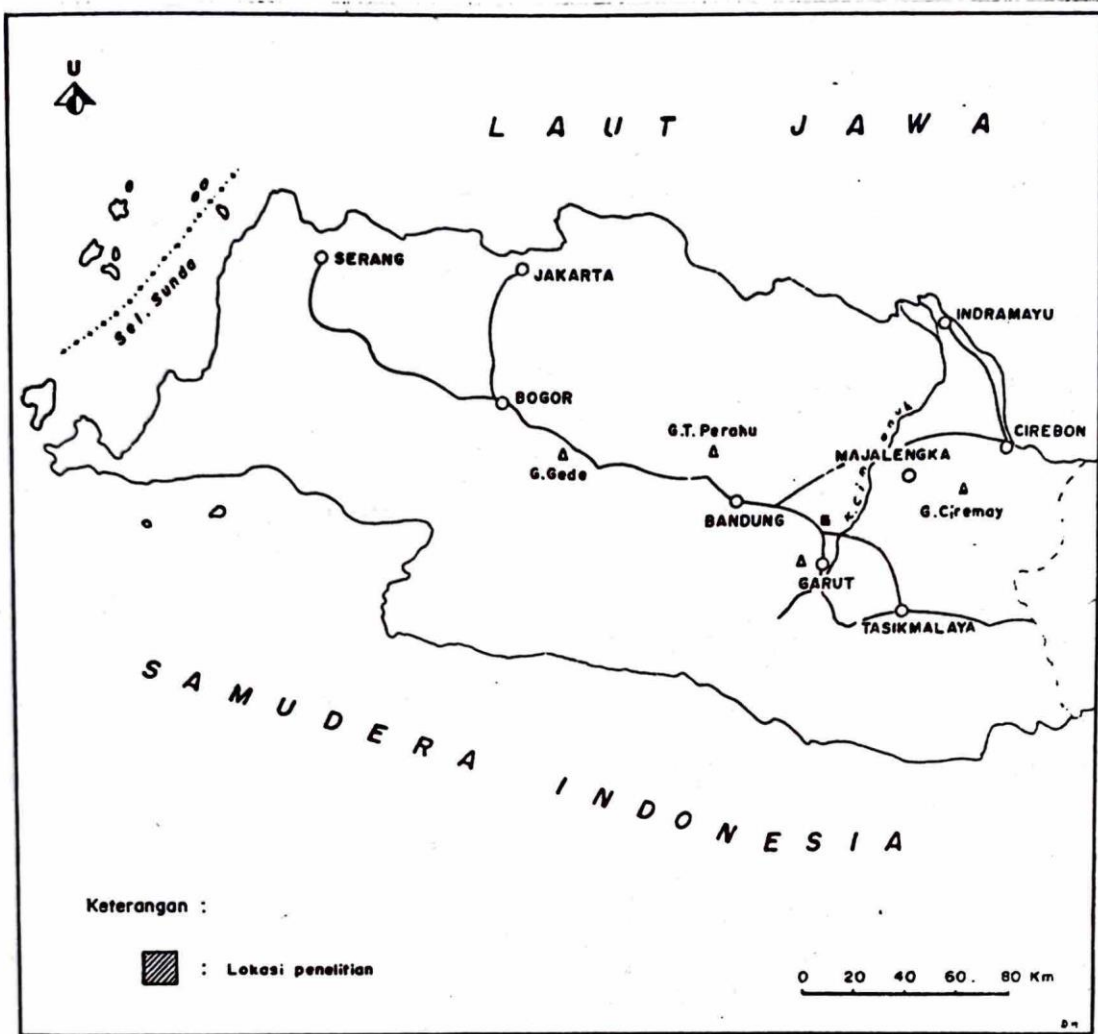 U
LAUT JAWA
Sel. Sunda
SERANG
JAKARTA
INDRAMAYU
BOGOR
G.T. Perahu
CIREBON
G.Gede
MAJALENGKA
G.Ciremay
BANDUNG
GARUT
TASIKMALAYA
SAMUDERA INDONESIA
Keterangan :
: Lokasi penelitian
0 20 40 60. 80 Km